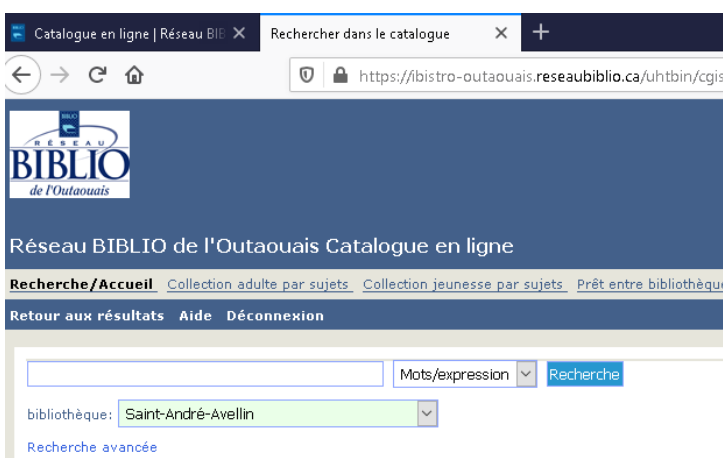 Catalogue en ligne | Réseau BIB
Rechercher dans le catalogue
https://ibistro-outaouais.reseaubiblio.ca/uhtbin/cgis
BIBLIO
RÉSEAU
BIBLIO
de l'Outaouais
Réseau BIBLIO de l'Outaouais Catalogue en ligne
Recherche/Accueil Collection adulte par sujets Collection jeunesse par sujets Prêt entre bibliothèque
Retour aux résultats Aide Déconnexion
Mots/expression Recherche
bibliothèque: Saint-André-Avellin
Recherche avancée